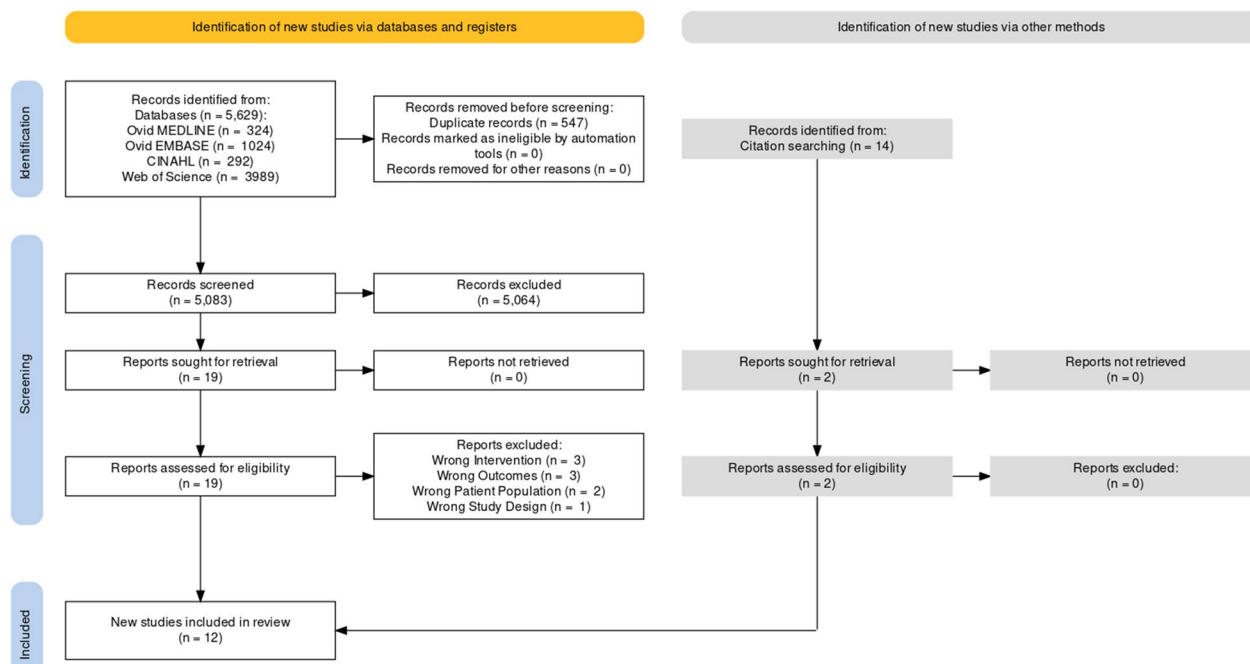 Identification of new studies via databases and registers
Identification of new studies via other methods
Identification
Records identified from:
Databases (n = 5,629):
Ovid MEDLINE (n = 324)
Ovid EMBASE (n = 1024)
CINAHL (n = 292)
Web of Science (n = 3989)
Records removed before screening:
Duplicate records (n = 547)
Records marked as ineligible by automation
tools (n = 0)
Records removed for other reasons (n = 0)
Records identified from:
Citation searching (n = 14)
Screening
Records screened
(n = 5,083)
Records excluded
(n = 5,064)
Reports sought for retrieval
(n = 19)
Reports not retrieved
(n = 0)
Reports sought for retrieval
(n = 2)
Reports not retrieved
(n = 0)
Reports assessed for eligibility
(n = 19)
Reports excluded:
Wrong Intervention (n = 3)
Wrong Outcomes (n = 3)
Wrong Patient Population (n = 2)
Wrong Study Design (n = 1)
Reports assessed for eligibility
(n = 2)
Reports excluded:
(n = 0)
Included
New studies included in review
(n = 12)